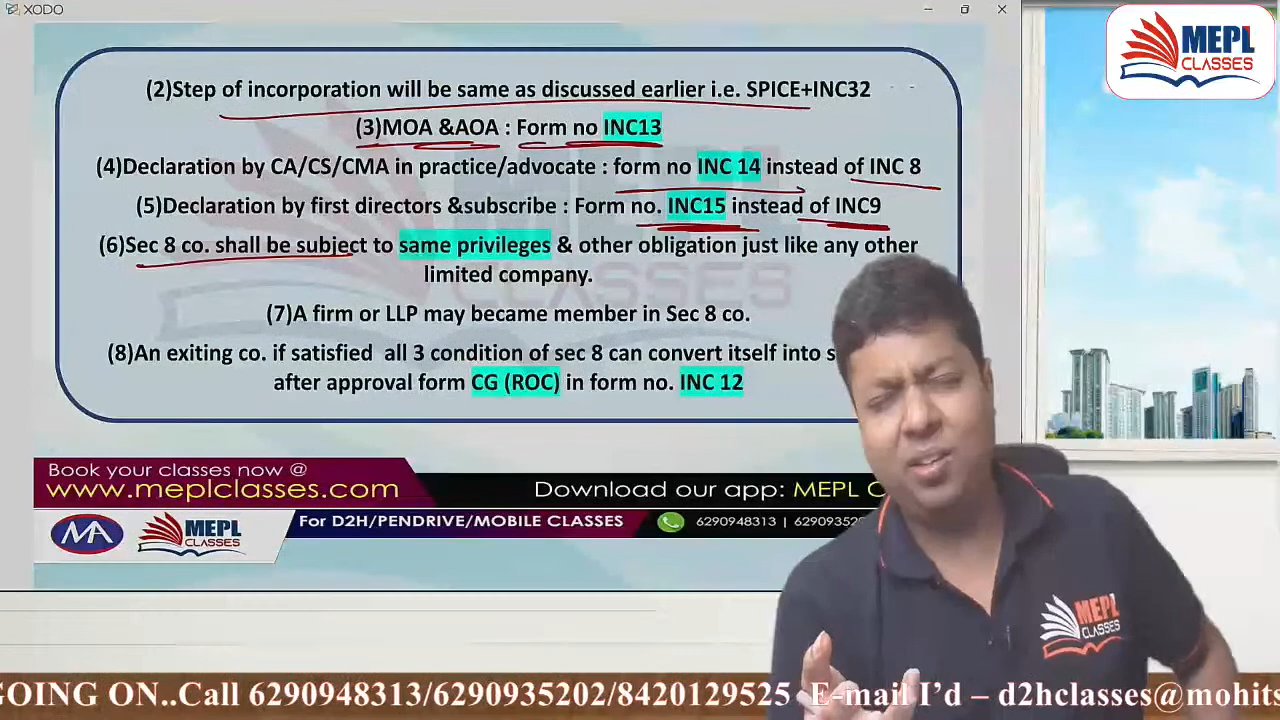 XODO
MEPL
CLASSES
(2)Step of incorporation will be same as discussed earlier i.e. SPICE+INC32
(3)MOA &AOA : Form no INC13
(4)Declaration by CA/CS/CMA in practice/advocate : form no INC 14 instead of INC 8
(5)Declaration by first directors &subscribe : Form no. INC15 instead of INC9
(6)Sec 8 co. shall be subject to same privileges & other obligation just like any other
limited company.
(7)A firm or LLP may became member in Sec 8 co.
(8)An exiting co. if satisfied all 3 condition of sec 8 can convert itself into
after approval form CG (ROC) in form no. INC 12
Book your classes now @
www.meplclasses.com
Download our app: MEPL
MA
MEPL
CLASSES
For D2H/PENDRIVE/MOBILE CLASSES
6290948313 |
MEPL
CLASSES
GOING ON..Call 6290948313/6290935202/8420129525 E-mail I'd – d2hclasses@mohits